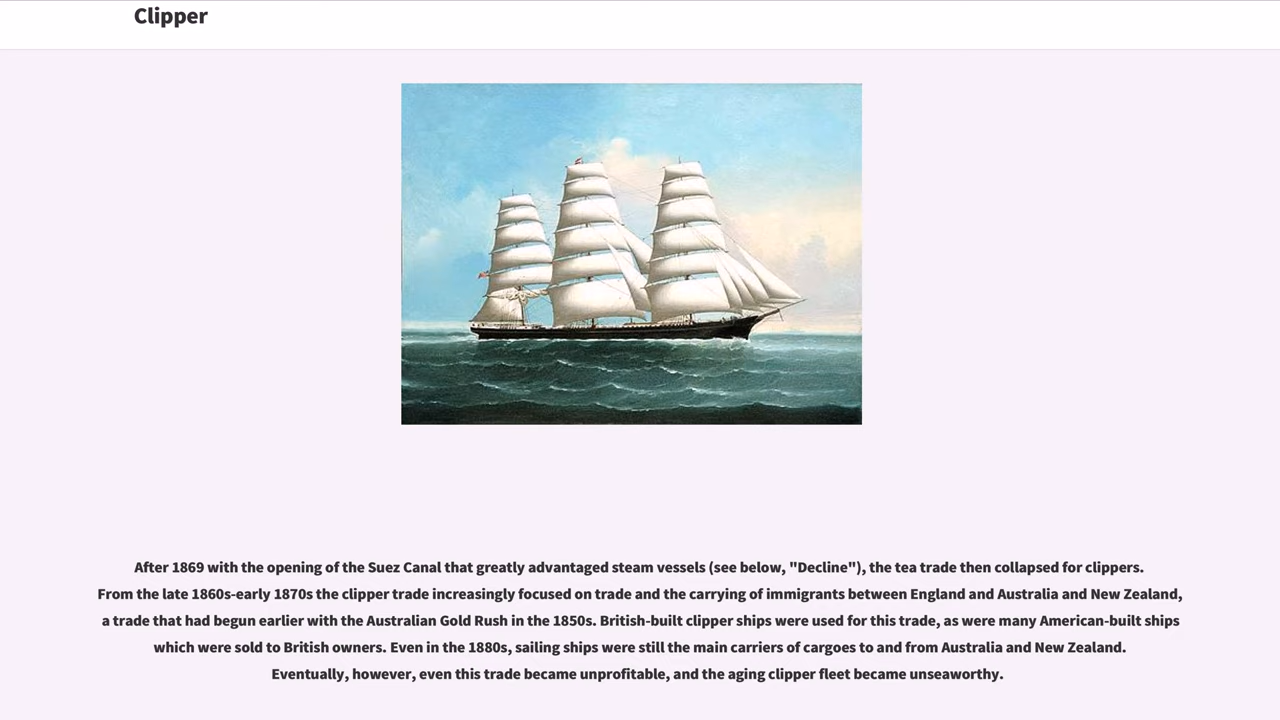 Clipper
After 1869 with the opening of the Suez Canal that greatly advantaged steam vessels (see below, "Decline"), the tea trade then collapsed for clippers.
From the late 1860s-early 1870s the clipper trade increasingly focused on trade and the carrying of immigrants between England and Australia and New Zealand,
a trade that had begun earlier with the Australian Gold Rush in the 1850s. British-built clipper ships were used for this trade, as were many American-built ships
which were sold to British owners. Even in the 1880s, sailing ships were still the main carriers of cargoes to and from Australia and New Zealand.
Eventually, however, even this trade became unprofitable, and the aging clipper fleet became unseaworthy.